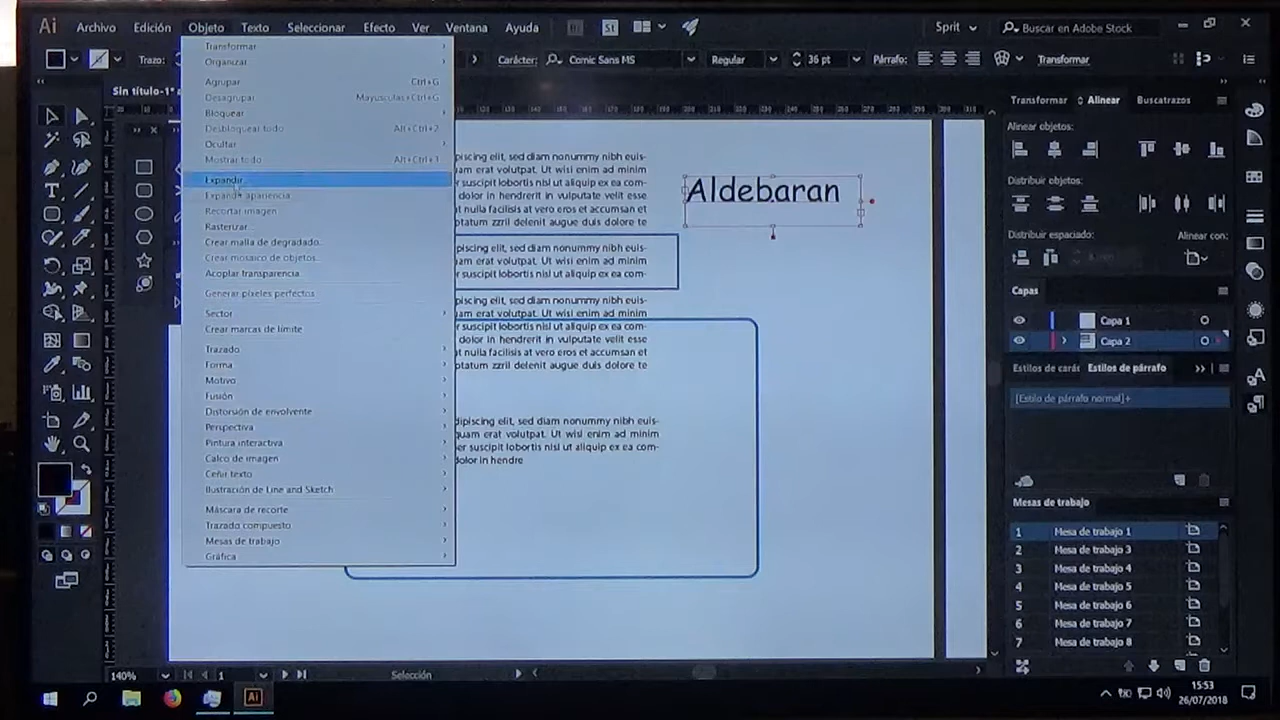 Ai Archivo Edición Objeto Texto Seleccionar Efecto Ver Ventana Ayuda Br St Sprit Buscar en Adobe Stock
Trazo: Carácter: Comic Sans MS Regular 36 pt Párrafo: Transformar
Sin título-1*
Transformar
Organizar
Agrupar Ctrl+G
Desagrupar Mayusculas+Ctrl+G
Bloquear
Desbloquear todo Alt+Ctrl+2
Ocultar
Mostrar todo Alt+Ctrl+3
Expandir...
Expandir apariencia
Recortar imagen
Rasterizar...
Crear malla de degradado...
Crear mosaico de objetos...
Acoplar transparencia...
Generar píxeles perfectos
Sector
Crear marcas de límite
Trazado
Forma
Motivo
Fusión
Distorsión de envolvente
Perspectiva
Pintura interactiva
Calco de imagen
Ceñir texto
Ilustración de Line and Sketch
Máscara de recorte
Trazado compuesto
Mesas de trabajo
Gráfica
piscing elit, sed diam nonummy nibh euis-
am erat volutpat. Ut wisi enim ad minim
r suscipit lobortis nisl ut aliquip ex ea com-
dolor in hendrerit in vulputate velit esse
t nulla facilisis at vero eros et accumsan et
ptatum zzril delenit augue duis dolore te
piscing elit, sed diam nonummy nibh euis-
am erat volutpat. Ut wisi enim ad minim
r suscipit lobortis nisl ut aliquip ex ea com-
piscing elit, sed diam nonummy nibh euis-
am erat volutpat. Ut wisi enim ad minim
r suscipit lobortis nisl ut aliquip ex ea com-
dolor in hendrerit in vulputate velit esse
t nulla facilisis at vero eros et accumsan et
ptatum zzril delenit augue duis dolore te
dipiscing elit, sed diam nonummy nibh euis-
quam erat volutpat. Ut wisi enim ad minim
er suscipit lobortis nisl ut aliquip ex ea com-
dolor in hendre
Aldebaran
Transformar Alinear Buscatrazos
Alinear objetos:
Distribuir objetos:
Distribuir espaciado: Alinear con:
Capas
Capa 1
Capa 2
Estilos de carác Estilos de párrafo
[Estilo de párrafo normal]+
Mesas de trabajo
1 Mesa de trabajo 1
2 Mesa de trabajo 3
3 Mesa de trabajo 4
4 Mesa de trabajo 5
5 Mesa de trabajo 6
6 Mesa de trabajo 7
7 Mesa de trabajo 8
140% 1 Selección
Ai
15:53
26/07/2018